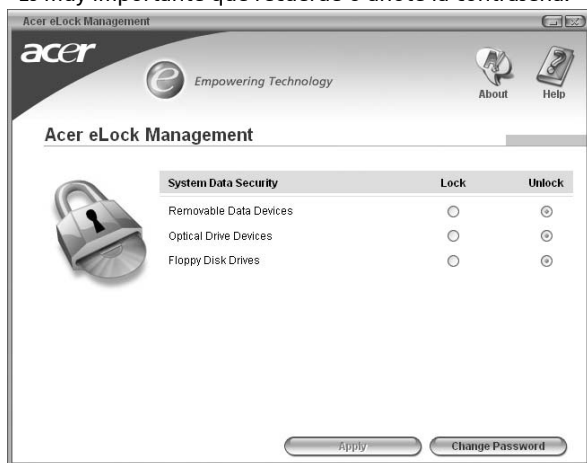 Es muy importante que recuerde o anote la contraseña.
Acer eLock Management
acer
e Empowering Technology
About Help
Acer eLock Management
System Data Security Lock Unlock
Removable Data Devices
Optical Drive Devices
Floppy Disk Drives
Apply Change Password